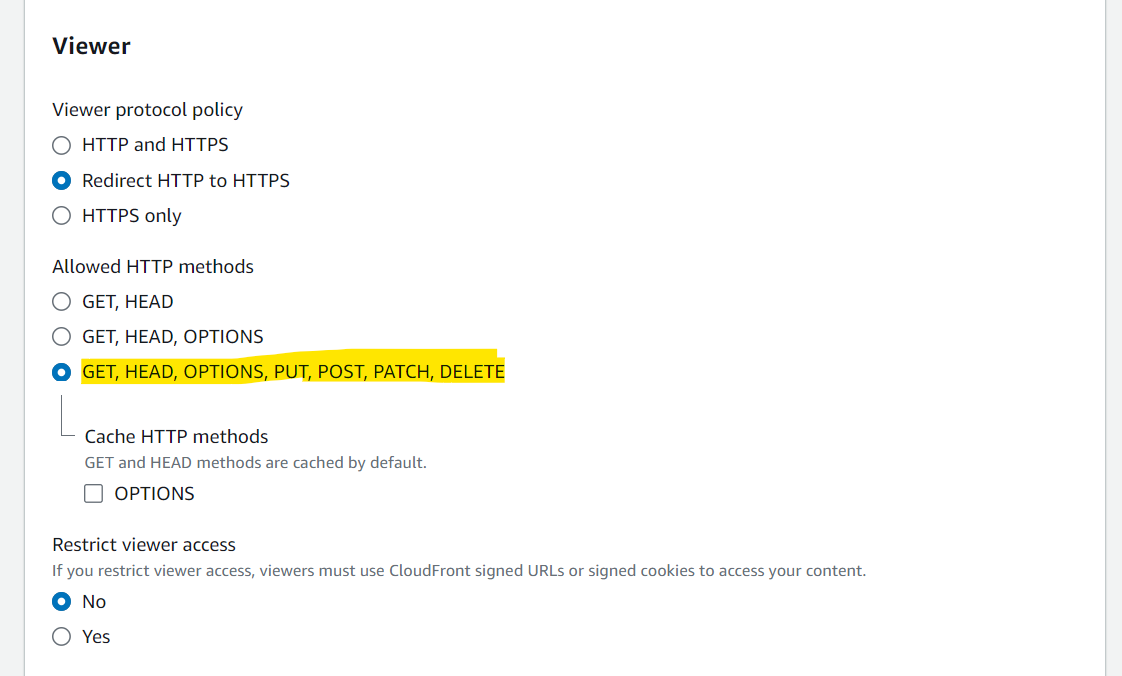 Viewer
Viewer protocol policy
HTTP and HTTPS
Redirect HTTP to HTTPS
HTTPS only
Allowed HTTP methods
GET, HEAD
GET, HEAD, OPTIONS
GET, HEAD, OPTIONS, PUT, POST, PATCH, DELETE
Cache HTTP methods
GET and HEAD methods are cached by default.
OPTIONS
Restrict viewer access
If you restrict viewer access, viewers must use CloudFront signed URLs or signed cookies to access your content.
No
Yes